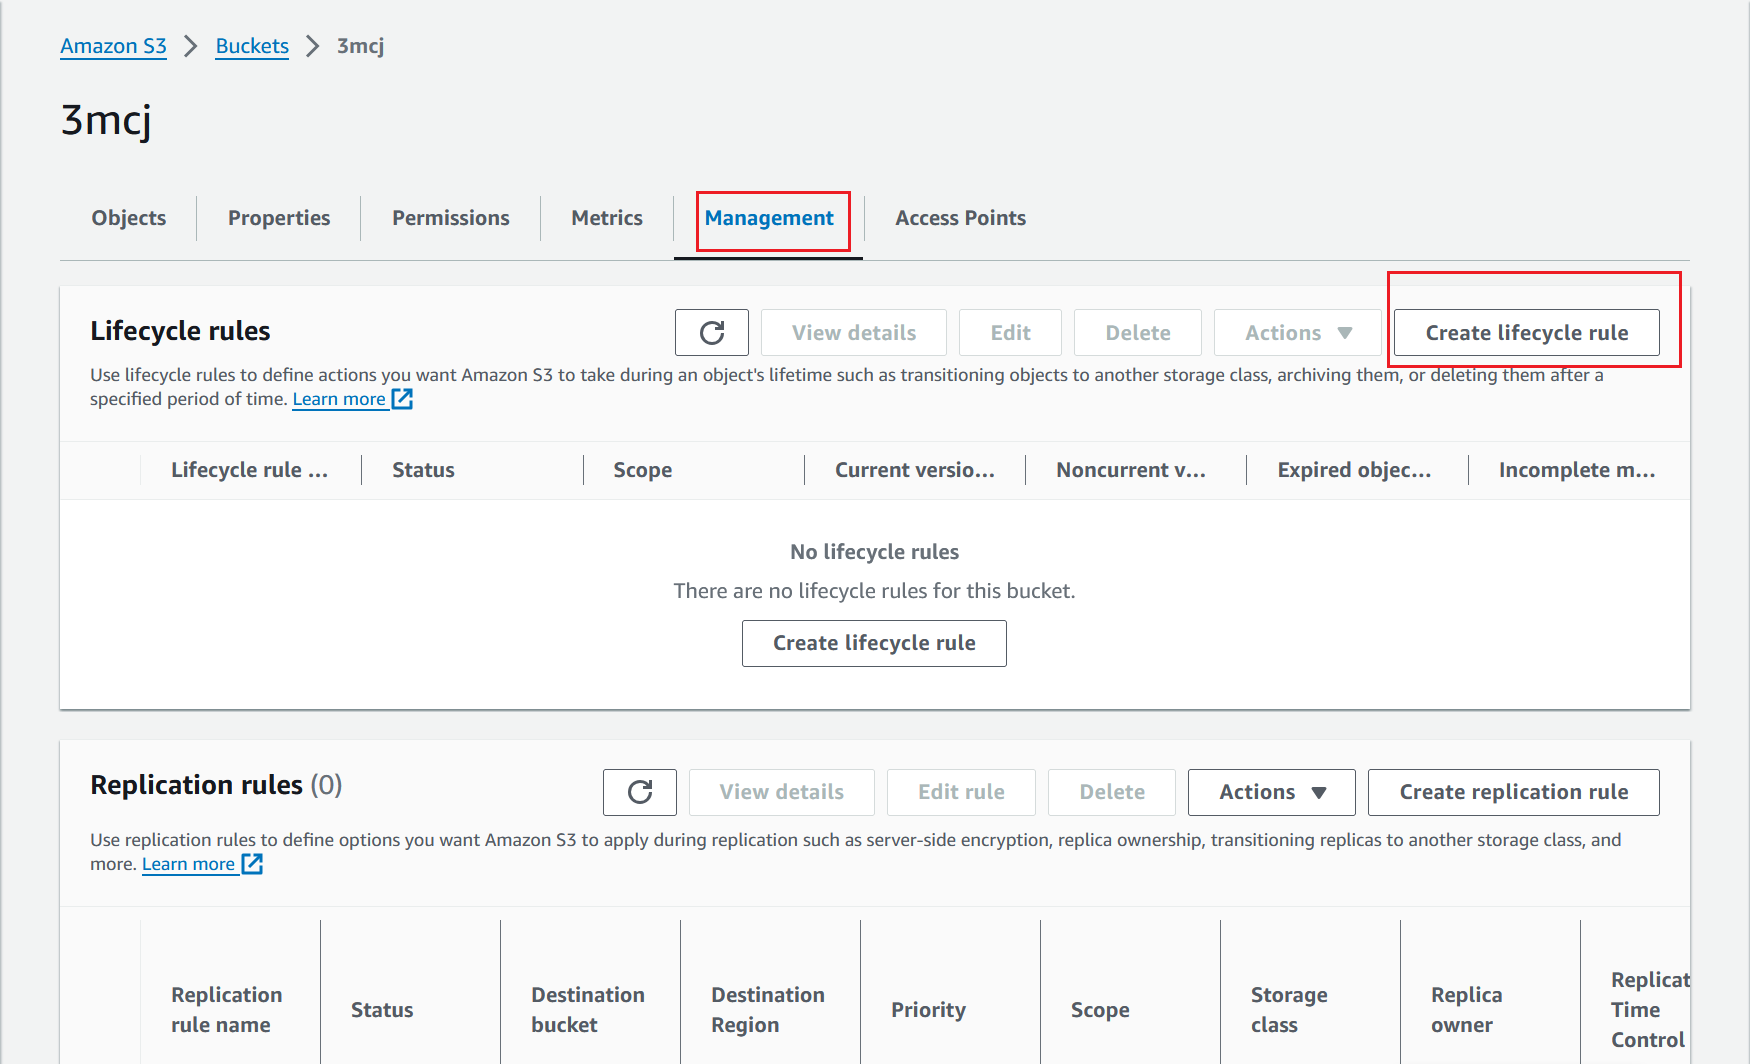 Amazon S3 > Buckets > 3mcj
3mcj
Objects Properties Permissions Metrics Management Access Points
Lifecycle rules View details Edit Delete Actions Create lifecycle rule
Use lifecycle rules to define actions you want Amazon S3 to take during an object's lifetime such as transitioning objects to another storage class, archiving them, or deleting them after a
specified period of time. Learn more
Lifecycle rule ... Status Scope Current versio... Noncurrent v... Expired objec... Incomplete m...
No lifecycle rules
There are no lifecycle rules for this bucket.
Create lifecycle rule
Replication rules (0) View details Edit rule Delete Actions Create replication rule
Use replication rules to define options you want Amazon S3 to apply during replication such as server-side encryption, replica ownership, transitioning replicas to another storage class, and
more. Learn more
Replication
rule name
Status
Destination
bucket
Destination
Region
Priority
Scope
Storage
class
Replica
owner
Replicat
Time
Control